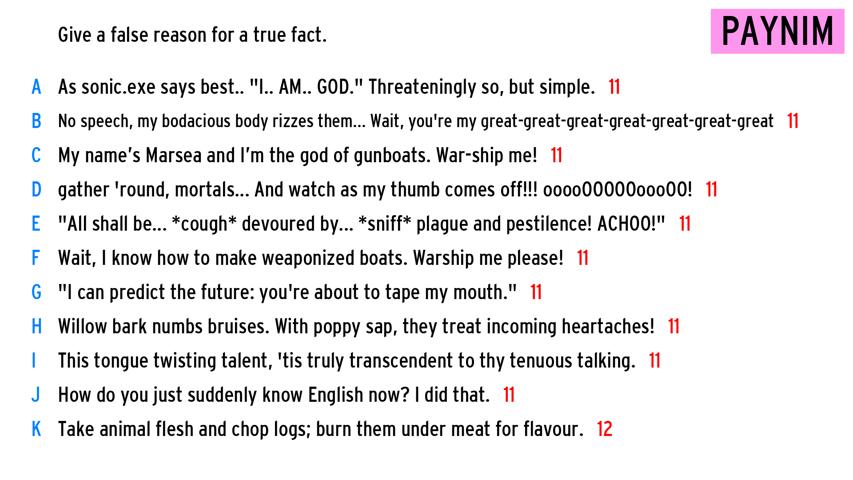 Give a false reason for a true fact.
PAYNIM
A As sonic.exe says best.. "I.. AM.. GOD." Threateningly so, but simple. 11
B No speech, my bodacious body rizzes them... Wait, you're my great-great-great-great-great-great-great 11
C My name’s Marsea and I’m the god of gunboats. War-ship me! 11
D gather 'round, mortals... And watch as my thumb comes off!!! oooo00000ooo00! 11
E "All shall be... *cough* devoured by... *sniff* plague and pestilence! ACHOO!" 11
F Wait, I know how to make weaponized boats. Warship me please! 11
G "I can predict the future: you're about to tape my mouth." 11
H Willow bark numbs bruises. With poppy sap, they treat incoming heartaches! 11
I This tongue twisting talent, 'tis truly transcendent to thy tenuous talking. 11
J How do you just suddenly know English now? I did that. 11
K Take animal flesh and chop logs; burn them under meat for flavour. 12